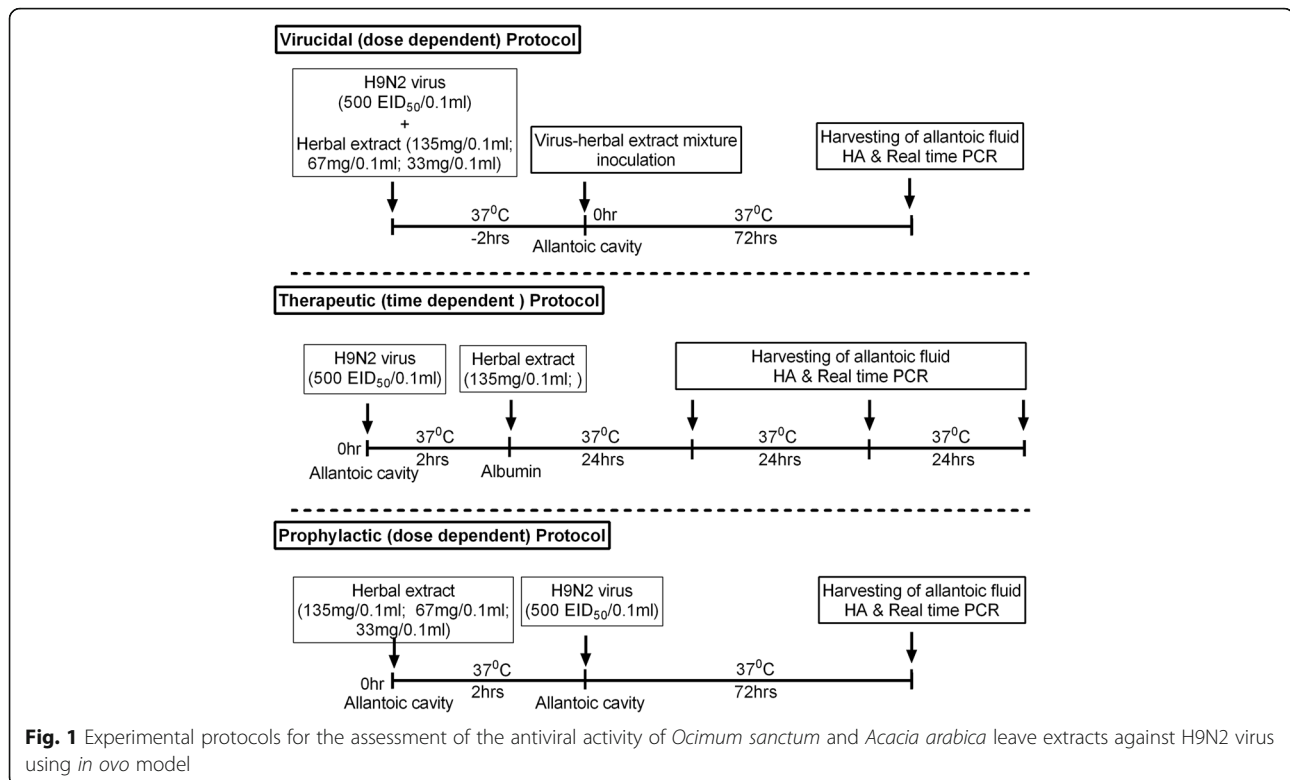 Virucidal (dose dependent) Protocol
H9N2 virus
(500 EID50/0.1ml)
+
Herbal extract (135mg/0.1ml;
67mg/0.1ml; 33mg/0.1ml)
Virus-herbal extract mixture
inoculation
Harvesting of allantoic fluid
HA & Real time PCR
37⁰C
-2hrs
0hr
Allantoic cavity
37⁰C
72hrs
Therapeutic (time dependent ) Protocol
H9N2 virus
(500 EID50/0.1ml)
Herbal extract
(135mg/0.1ml; )
Harvesting of allantoic fluid
HA & Real time PCR
0hr
Allantoic cavity
37⁰C
2hrs
Albumin
37⁰C
24hrs
37⁰C
24hrs
37⁰C
24hrs
Prophylactic (dose dependent) Protocol
Herbal extract
(135mg/0.1ml; 67mg/0.1ml;
33mg/0.1ml)
H9N2 virus
(500 EID50/0.1ml)
Harvesting of allantoic fluid
HA & Real time PCR
0hr
Allantoic cavity
37⁰C
2hrs
Allantoic cavity
37⁰C
72hrs
Fig. 1 Experimental protocols for the assessment of the antiviral activity of Ocimum sanctum and Acacia arabica leave extracts against H9N2 virus
using in ovo model